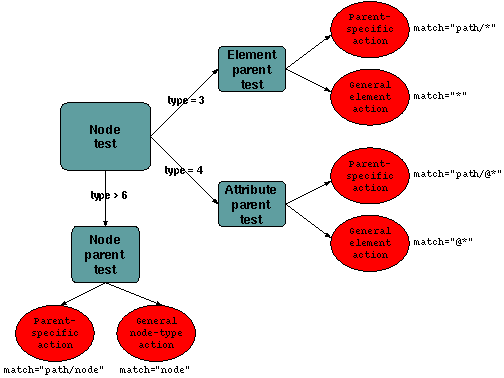 Parent-
specific
action
match="path/*"
Element
parent
test
type = 3
General
element
action
match="*"
Node
test
type = 4
Parent-
specific
action
match="path/@*"
Attribute
parent
test
type > 6
General
element
action
match="@*"
Node
parent
test
Parent-
specific
action
General
node-type
action
match="path/node"
match="node"